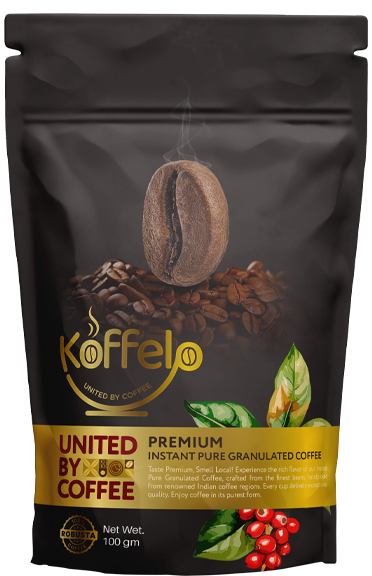 Koffelo
UNITED BY COFFEE
UNITED
BY
COFFEE
PREMIUM
INSTANT PURE GRANULATED COFFEE
Taste Premium, Smell Local! Experience the rich flavor of our
Pure Granulated Coffee, crafted from the finest beans
From renowned Indian coffee regions. Every cup delivers
quality. Enjoy coffee in its purest form.
ROBUSTA
Net Wet.
100 gm